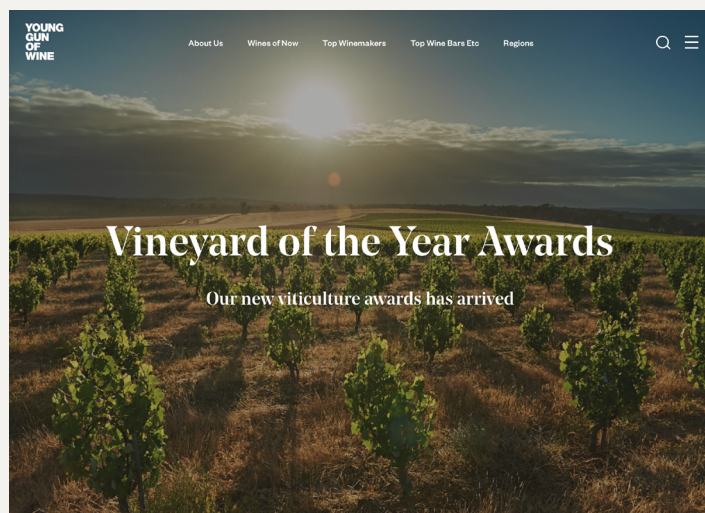 YOUNG
GUN
OF
WINE
About Us
Wines of Now
Top Winemakers
Top Wine Bars Etc
Regions
Vineyard of the Year Awards
Our new viticulture awards has arrived